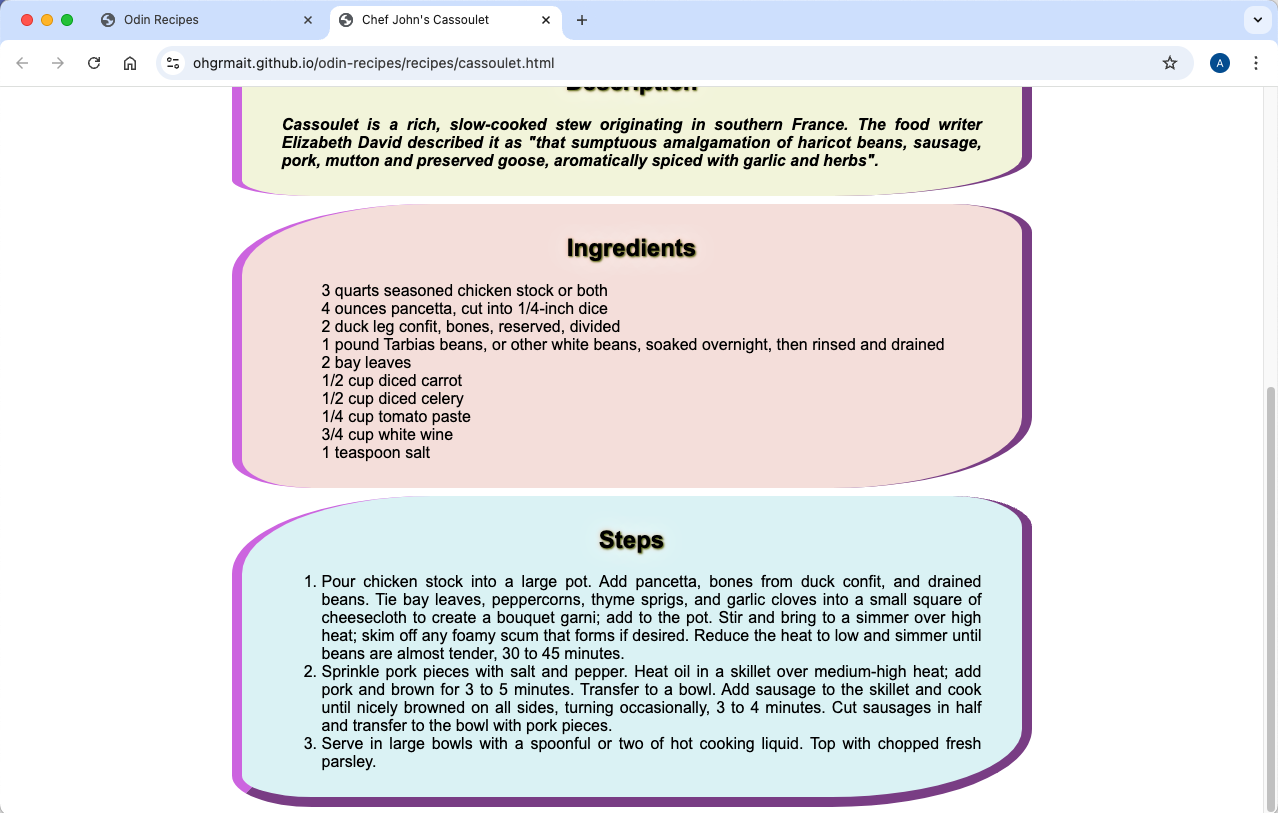 Odin Recipes
Chef John's Cassoulet
ohgrmait.github.io/odin-recipes/recipes/cassoulet.html
A
Description
Cassoulet is a rich, slow-cooked stew originating in southern France. The food writer
Elizabeth David described it as "that sumptuous amalgamation of haricot beans, sausage,
pork, mutton and preserved goose, aromatically spiced with garlic and herbs".
Ingredients
3 quarts seasoned chicken stock or both
4 ounces pancetta, cut into 1/4-inch dice
2 duck leg confit, bones, reserved, divided
1 pound Tarbias beans, or other white beans, soaked overnight, then rinsed and drained
2 bay leaves
1/2 cup diced carrot
1/2 cup diced celery
1/4 cup tomato paste
3/4 cup white wine
1 teaspoon salt
Steps
1. Pour chicken stock into a large pot. Add pancetta, bones from duck confit, and drained
beans. Tie bay leaves, peppercorns, thyme sprigs, and garlic cloves into a small square of
cheesecloth to create a bouquet garni; add to the pot. Stir and bring to a simmer over high
heat; skim off any foamy scum that forms if desired. Reduce the heat to low and simmer until
beans are almost tender, 30 to 45 minutes.
2. Sprinkle pork pieces with salt and pepper. Heat oil in a skillet over medium-high heat; add
pork and brown for 3 to 5 minutes. Transfer to a bowl. Add sausage to the skillet and cook
until nicely browned on all sides, turning occasionally, 3 to 4 minutes. Cut sausages in half
and transfer to the bowl with pork pieces.
3. Serve in large bowls with a spoonful or two of hot cooking liquid. Top with chopped fresh
parsley.